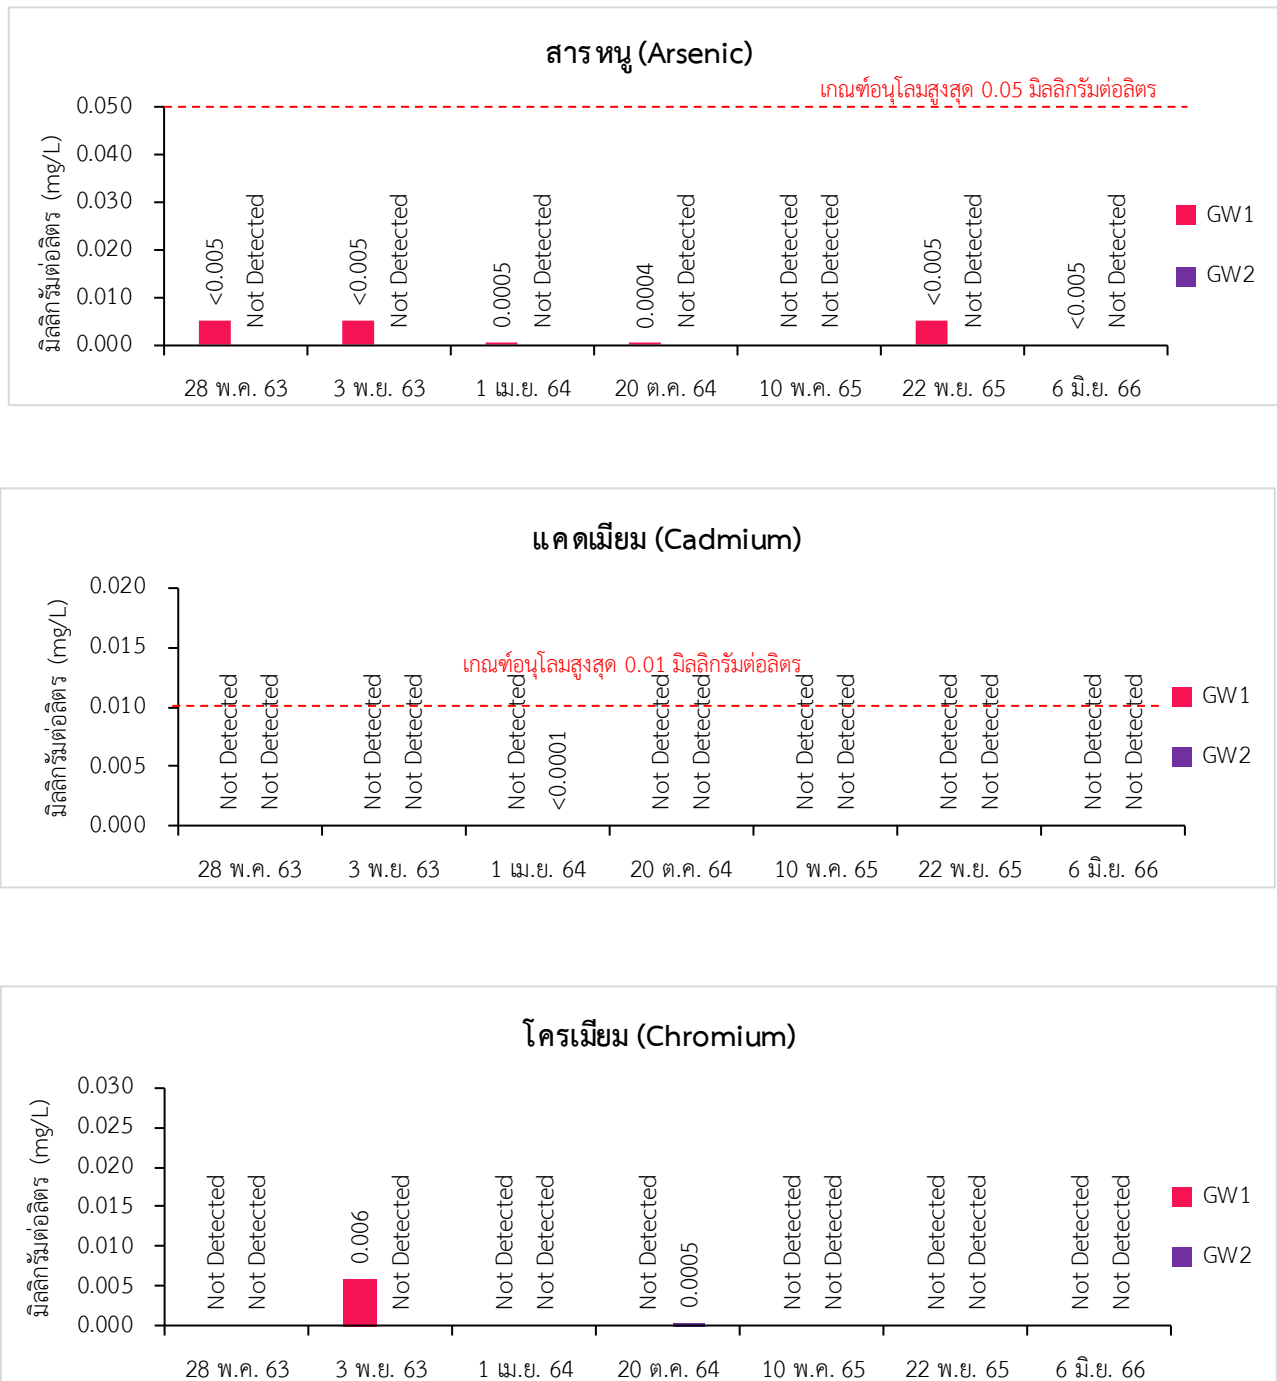 สารหนู (Arsenic)
เกณฑ์อนุโลมสูงสุด 0.05 มิลลิกรัมต่อลิตร
มิลลิกรัมต่อลิตร (mg/L)
0.050
0.040
0.030
0.020
0.010
0.000
<0.005
Not Detected
<0.005
Not Detected
0.0005
Not Detected
0.0004
Not Detected
Not Detected
Not Detected
<0.005
Not Detected
<0.005
Not Detected
28 พ.ค. 63 3 พ.ย. 63 1 เม.ย. 64 20 ต.ค. 64 10 พ.ค. 65 22 พ.ย. 65 6 มิ.ย. 66
GW1
GW2
แคดเมียม (Cadmium)
เกณฑ์อนุโลมสูงสุด 0.01 มิลลิกรัมต่อลิตร
มิลลิกรัมต่อลิตร (mg/L)
0.020
0.015
0.010
0.005
0.000
Not Detected
Not Detected
Not Detected
Not Detected
Not Detected
<0.0001
Not Detected
Not Detected
Not Detected
Not Detected
Not Detected
Not Detected
Not Detected
Not Detected
28 พ.ค. 63 3 พ.ย. 63 1 เม.ย. 64 20 ต.ค. 64 10 พ.ค. 65 22 พ.ย. 65 6 มิ.ย. 66
GW1
GW2
โครเมียม (Chromium)
มิลลิกรัมต่อลิตร (mg/L)
0.030
0.025
0.020
0.015
0.010
0.005
0.000
Not Detected
Not Detected
0.006
Not Detected
Not Detected
Not Detected
Not Detected
0.0005
Not Detected
Not Detected
Not Detected
Not Detected
Not Detected
Not Detected
28 พ.ค. 63 3 พ.ย. 63 1 เม.ย. 64 20 ต.ค. 64 10 พ.ค. 65 22 พ.ย. 65 6 มิ.ย. 66
GW1
GW2